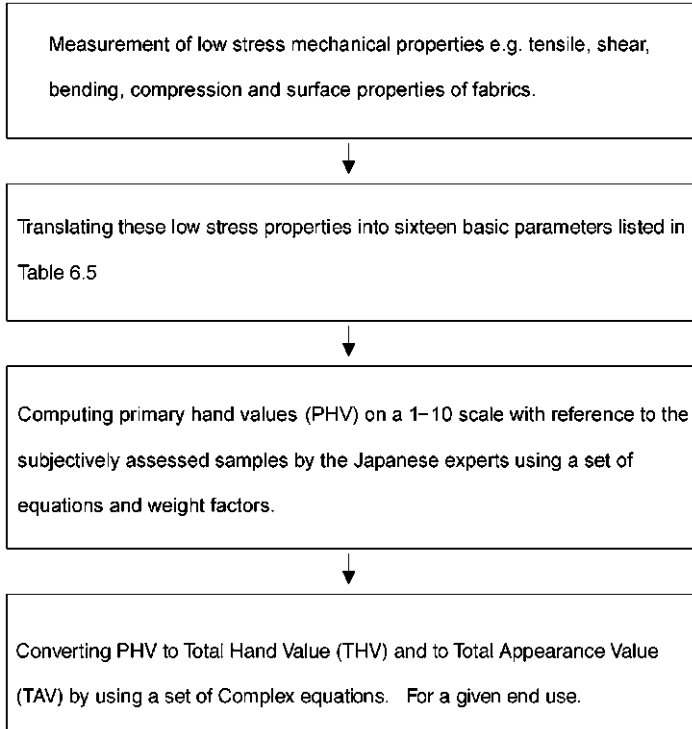 Measurement of low stress mechanical properties e.g. tensile, shear,
bending, compression and surface properties of fabrics.
Translating these low stress properties into sixteen basic parameters listed in
Table 6.5
Computing primary hand values (PHV) on a 1–10 scale with reference to the
subjectively assessed samples by the Japanese experts using a set of
equations and weight factors.
Converting PHV to Total Hand Value (THV) and to Total Appearance Value
(TAV) by using a set of Complex equations. For a given end use.